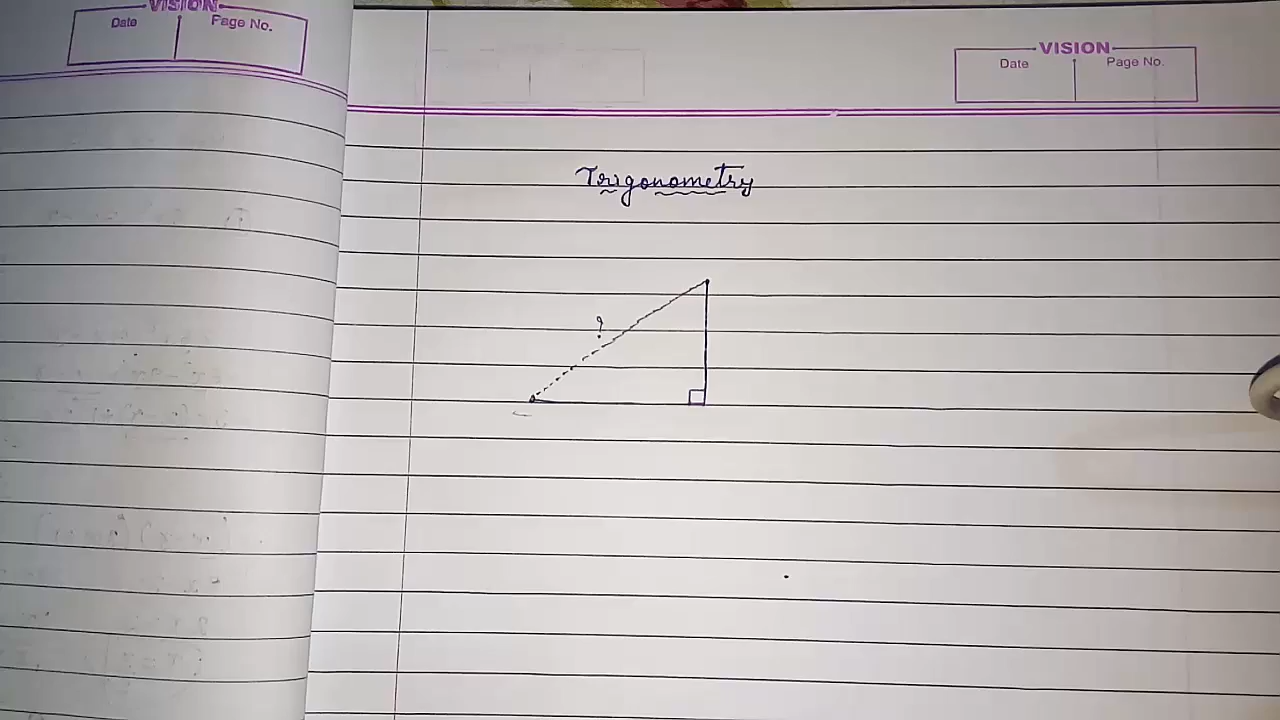 VISION
Date Page No.
VISION
Date Page No.
Trigonometry
?